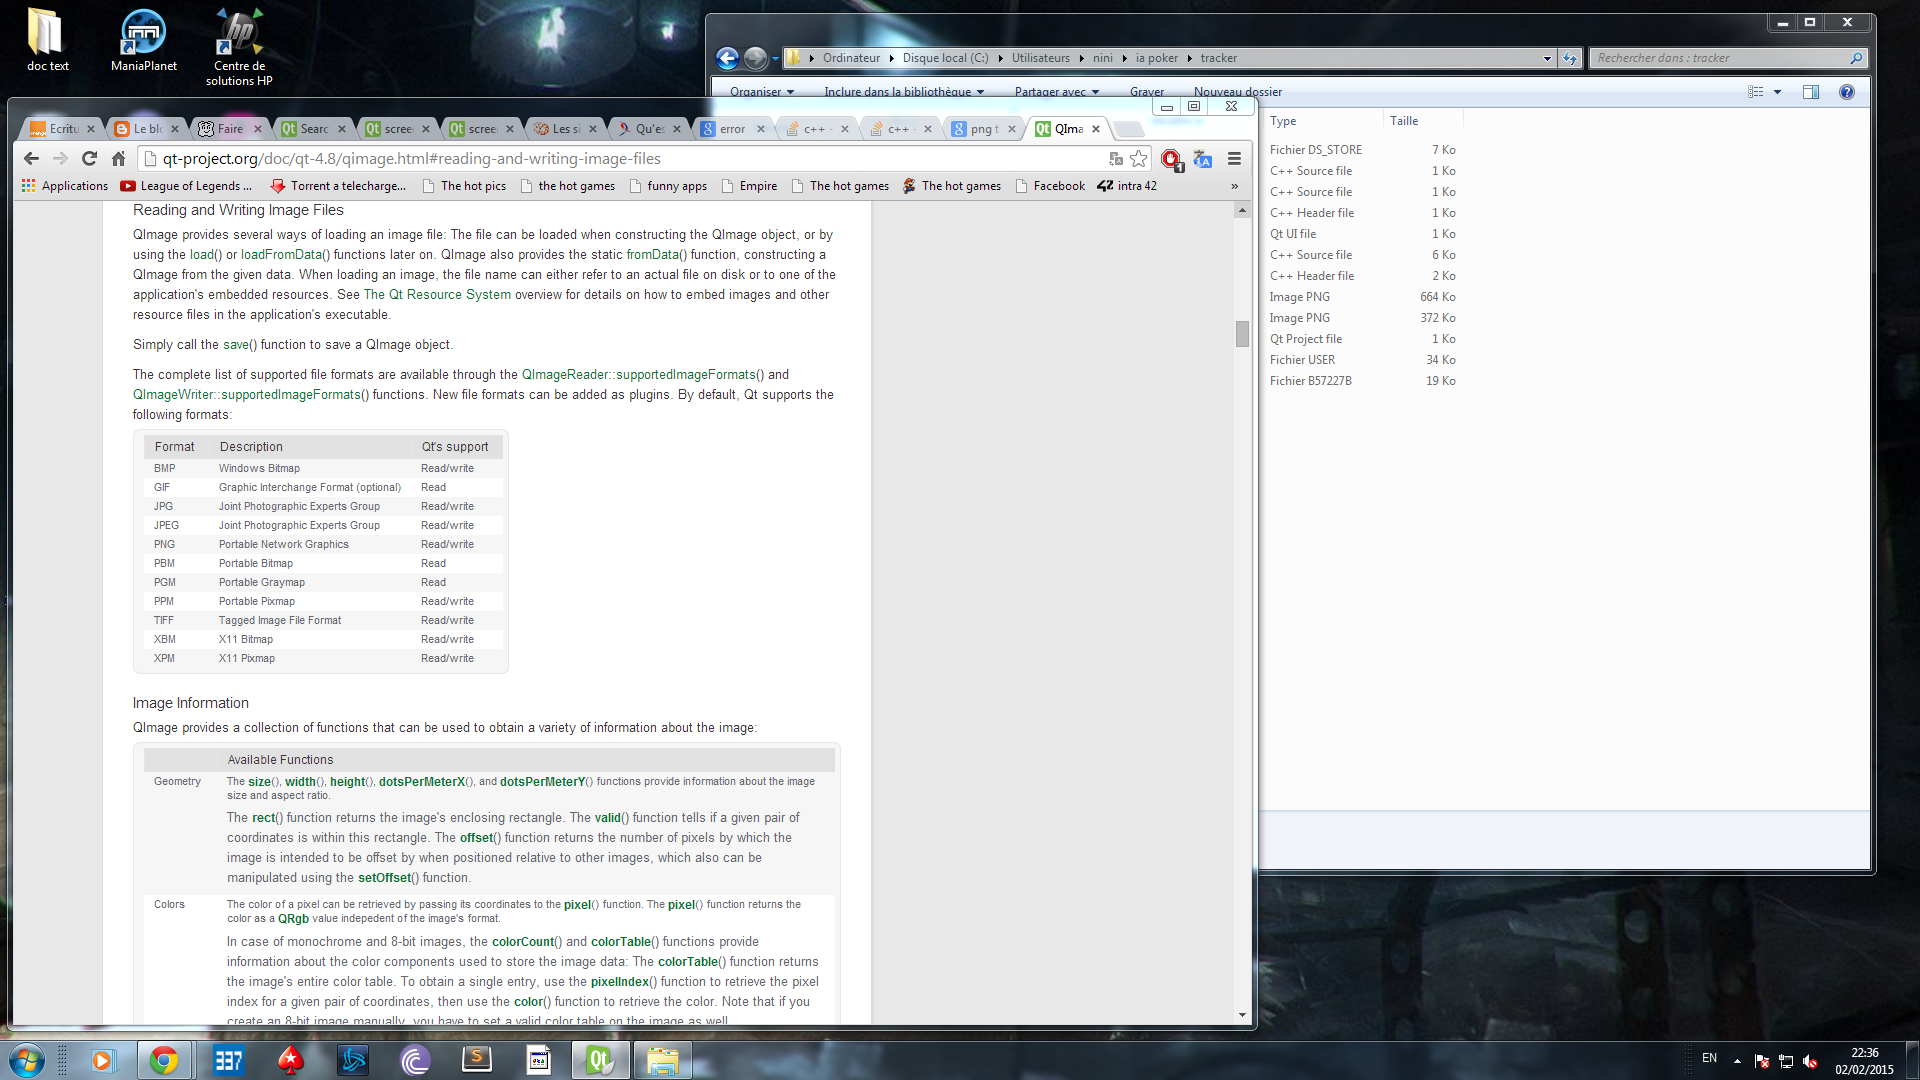 doc text
ManiaPlanet
Centre de
solutions HP
Ordinateur
Disque local (C:)
Utilisateurs
nini
ia poker
tracker
Rechercher dans : tracker
Organiser
Inclure dans la bibliothèque
Partager avec
Graver
Nouveau dossier
Ecritu
Le blo
Faire
Searc
scree
scree
Les si
Qu'es
error
c++ -
c++ -
png t
QIma
qt-project.org/doc/qt-4.8/qimage.html#reading-and-writing-image-files
1
Applications
League of Legends ...
Torrent a telecharge...
The hot pics
the hot games
funny apps
Empire
The hot games
The hot games
Facebook
intra 42
»
Reading and Writing Image Files
QImage provides several ways of loading an image file: The file can be loaded when constructing the QImage object, or by
using the load() or loadFromData() functions later on. QImage also provides the static fromData() function, constructing a
QImage from the given data. When loading an image, the file name can either refer to an actual file on disk or to one of the
application's embedded resources. See The Qt Resource System overview for details on how to embed images and other
resource files in the application's executable.
Simply call the save() function to save a QImage object.
The complete list of supported file formats are available through the QImageReader::supportedImageFormats() and
QImageWriter::supportedImageFormats() functions. New file formats can be added as plugins. By default, Qt supports the
following formats:
Format Description Qt's support
BMP Windows Bitmap Read/write
GIF Graphic Interchange Format (optional) Read
JPG Joint Photographic Experts Group Read/write
JPEG Joint Photographic Experts Group Read/write
PNG Portable Network Graphics Read/write
PBM Portable Bitmap Read
PGM Portable Graymap Read
PPM Portable Pixmap Read/write
TIFF Tagged Image File Format Read/write
XBM X11 Bitmap Read/write
XPM X11 Pixmap Read/write
Image Information
QImage provides a collection of functions that can be used to obtain a variety of information about the image:
Available Functions
Geometry The size(), width(), height(), dotsPerMeterX(), and dotsPerMeterY() functions provide information about the image
size and aspect ratio.
The rect() function returns the image's enclosing rectangle. The valid() function tells if a given pair of
coordinates is within this rectangle. The offset() function returns the number of pixels by which the
image is intended to be offset by when positioned relative to other images, which also can be
manipulated using the setOffset() function.
Colors The color of a pixel can be retrieved by passing its coordinates to the pixel() function. The pixel() function returns the
color as a QRgb value indepedent of the image's format.
In case of monochrome and 8-bit images, the colorCount() and colorTable() functions provide
information about the color components used to store the image data: The colorTable() function returns
the image's entire color table. To obtain a single entry, use the pixelIndex() function to retrieve the pixel
index for a given pair of coordinates, then use the color() function to retrieve the color. Note that if you
create an 8-bit image manually, you have to set a valid color table on the image as well.
Type Taille
Fichier DS_STORE 7 Ko
C++ Source file 1 Ko
C++ Source file 1 Ko
C++ Header file 1 Ko
Qt UI file 1 Ko
C++ Source file 6 Ko
C++ Header file 2 Ko
Image PNG 664 Ko
Image PNG 372 Ko
Qt Project file 1 Ko
Fichier USER 34 Ko
Fichier B57227B 19 Ko
337
EN
22:36
02/02/2015